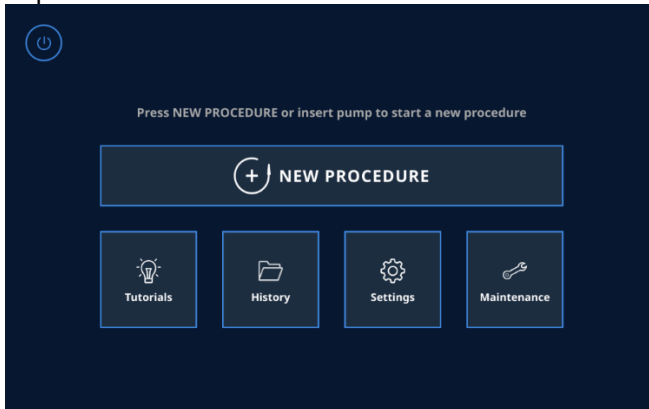 Press NEW PROCEDURE or insert pump to start a new procedure
NEW PROCEDURE
Tutorials
History
Settings
Maintenance